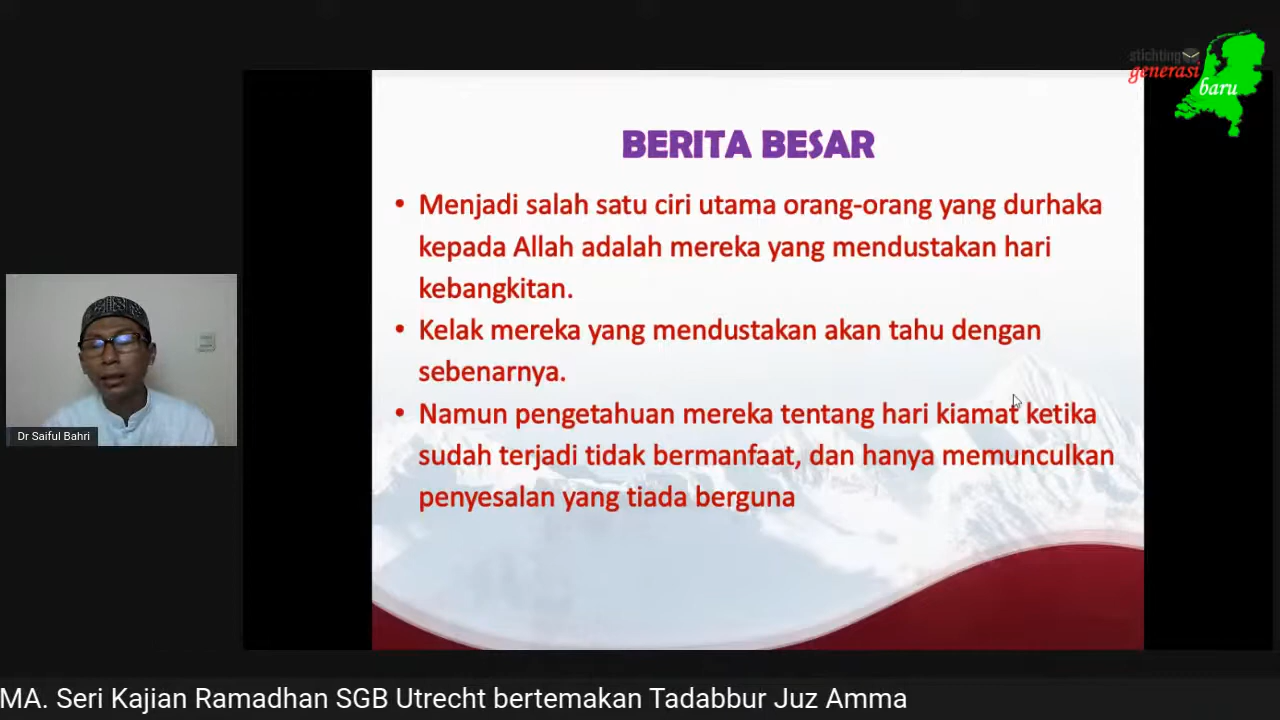 stichting
generasi
baru
BERITA BESAR
• Menjadi salah satu ciri utama orang-orang yang durhaka
kepada Allah adalah mereka yang mendustakan hari
kebangkitan.
• Kelak mereka yang mendustakan akan tahu dengan
sebenarnya.
• Namun pengetahuan mereka tentang hari kiamat ketika
sudah terjadi tidak bermanfaat, dan hanya memunculkan
penyesalan yang tiada berguna
Dr Saiful Bahri
MA. Seri Kajian Ramadhan SGB Utrecht bertemakan Tadabbur Juz Amma